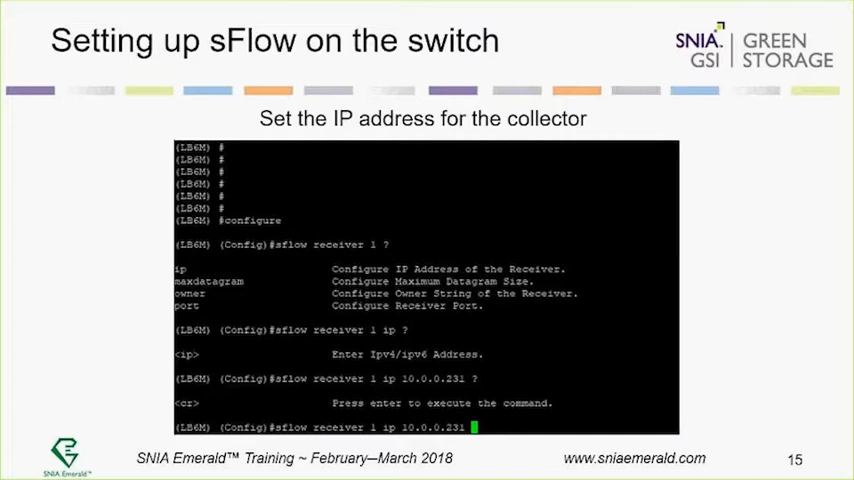 Setting up sFlow on the switch
SNIA. GREEN
GSI STORAGE
Set the IP address for the collector
(LB6M) #
(LB6M) #
(LB6M) #
(LB6M) #
(LB6M) #
(LB6M) #
(LB6M) #configure
(LB6M) (Config)#sflow receiver 1 ?
ip Configure IP Address of the Receiver.
maxdatagram Configure Maximum Datagram Size.
owner Configure Owner String of the Receiver.
port Configure Receiver Port.
(LB6M) (Config)#sflow receiver 1 ip ?
<ip> Enter Ipv4/ipv6 Address.
(LB6M) (Config)#sflow receiver 1 ip 10.0.0.231 ?
<cr> Press enter to execute the command.
(LB6M) (Config)#sflow receiver 1 ip 10.0.0.231
SNIA Emerald™
SNIA Emerald™ Training ~ February—March 2018
www.sniaemerald.com
15